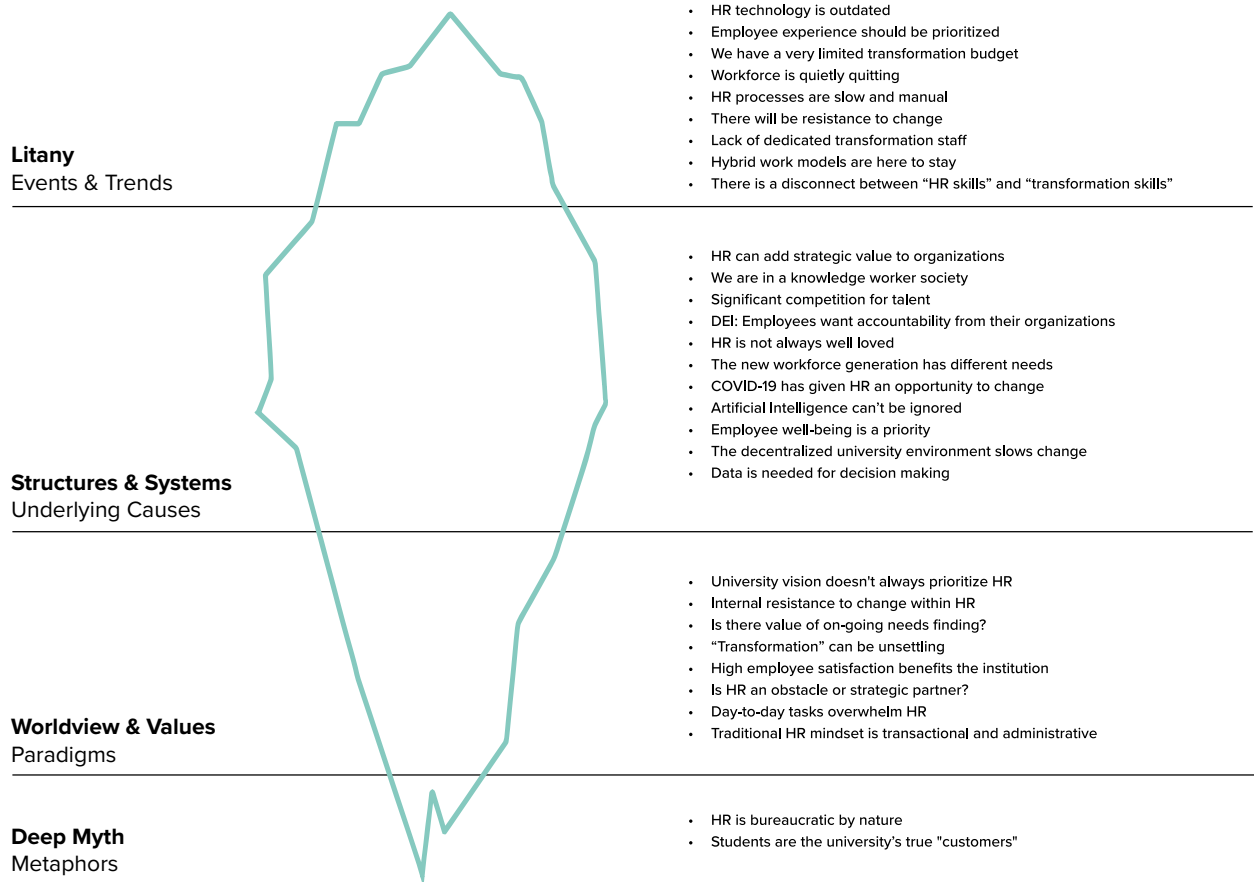 • HR technology is outdated
• Employee experience should be prioritized
• We have a very limited transformation budget
• Workforce is quietly quitting
• HR processes are slow and manual
• There will be resistance to change
• Lack of dedicated transformation staff
• Hybrid work models are here to stay
• There is a disconnect between “HR skills” and “transformation skills”
Litany
Events & Trends
• HR can add strategic value to organizations
• We are in a knowledge worker society
• Significant competition for talent
• DEI: Employees want accountability from their organizations
• HR is not always well loved
• The new workforce generation has different needs
• COVID-19 has given HR an opportunity to change
• Artificial Intelligence can’t be ignored
• Employee well-being is a priority
• The decentralized university environment slows change
• Data is needed for decision making
Structures & Systems
Underlying Causes
• University vision doesn't always prioritize HR
• Internal resistance to change within HR
• Is there value of on-going needs finding?
• “Transformation” can be unsettling
• High employee satisfaction benefits the institution
• Is HR an obstacle or strategic partner?
• Day-to-day tasks overwhelm HR
• Traditional HR mindset is transactional and administrative
Worldview & Values
Paradigms
• HR is bureaucratic by nature
• Students are the university’s true "customers"
Deep Myth
Metaphors